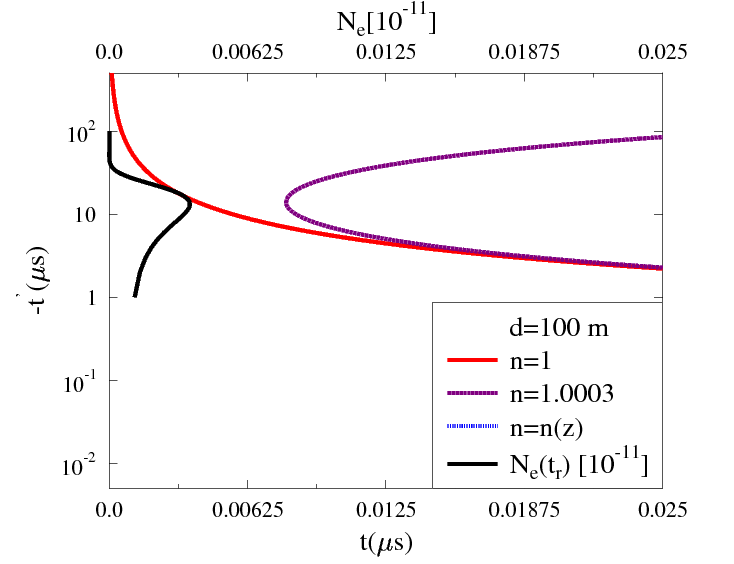 N_e[10^-11]
0.0 0.00625 0.0125 0.01875 0.025
10^2
10
1
10^-1
10^-2
-t' (μs)
d=100 m
n=1
n=1.0003
n=n(z)
N_e(t_r) [10^-11]
0.0 0.00625 0.0125 0.01875 0.025
t(μs)